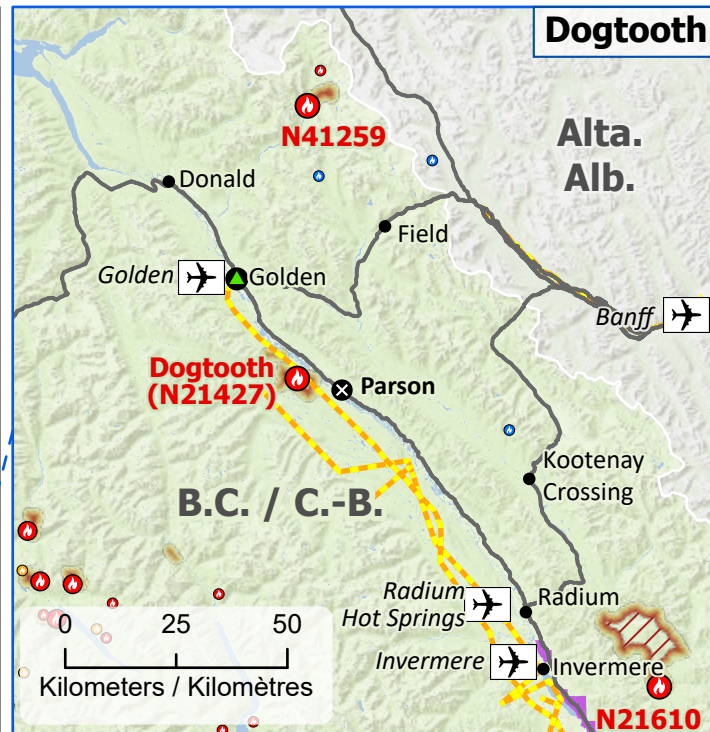 Dogtooth
N41259
Alta.
Alb.
Donald
Field
Golden
Golden
Banff
Dogtooth
(N21427)
Parson
Kootenay
Crossing
B.C. / C.-B.
Radium
Hot Springs
Radium
Invermere
Invermere
N21610
0 25 50
Kilometers / Kilomètres